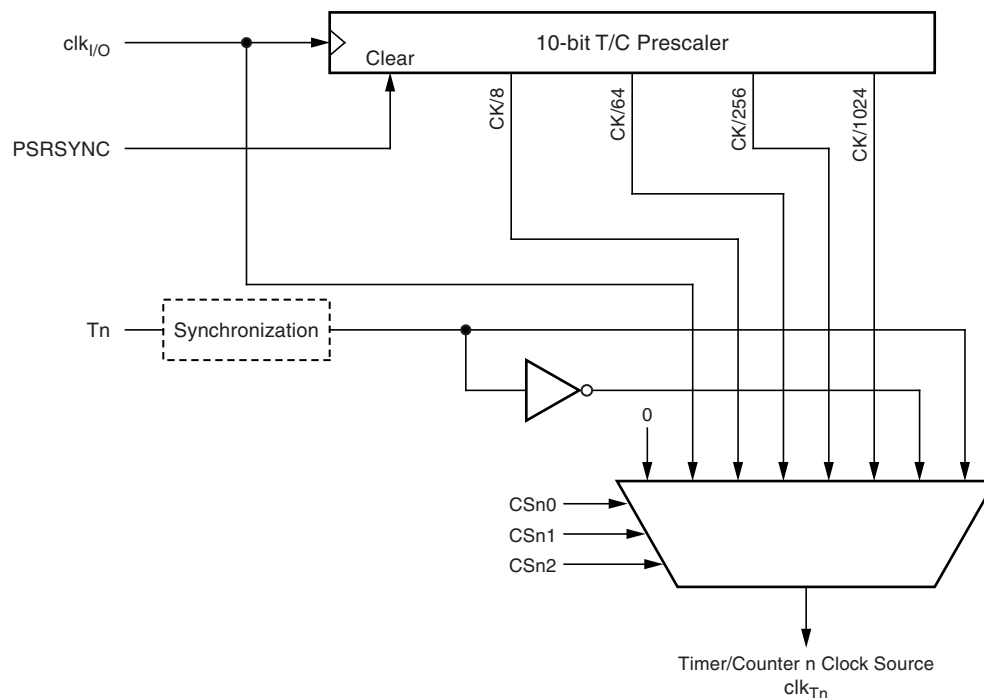 clkI/O
10-bit T/C Prescaler
Clear
CK/8
CK/64
CK/256
CK/1024
PSRSYNC
Tn
Synchronization
0
CSn0
CSn1
CSn2
Timer/Counter n Clock Source
clkTn